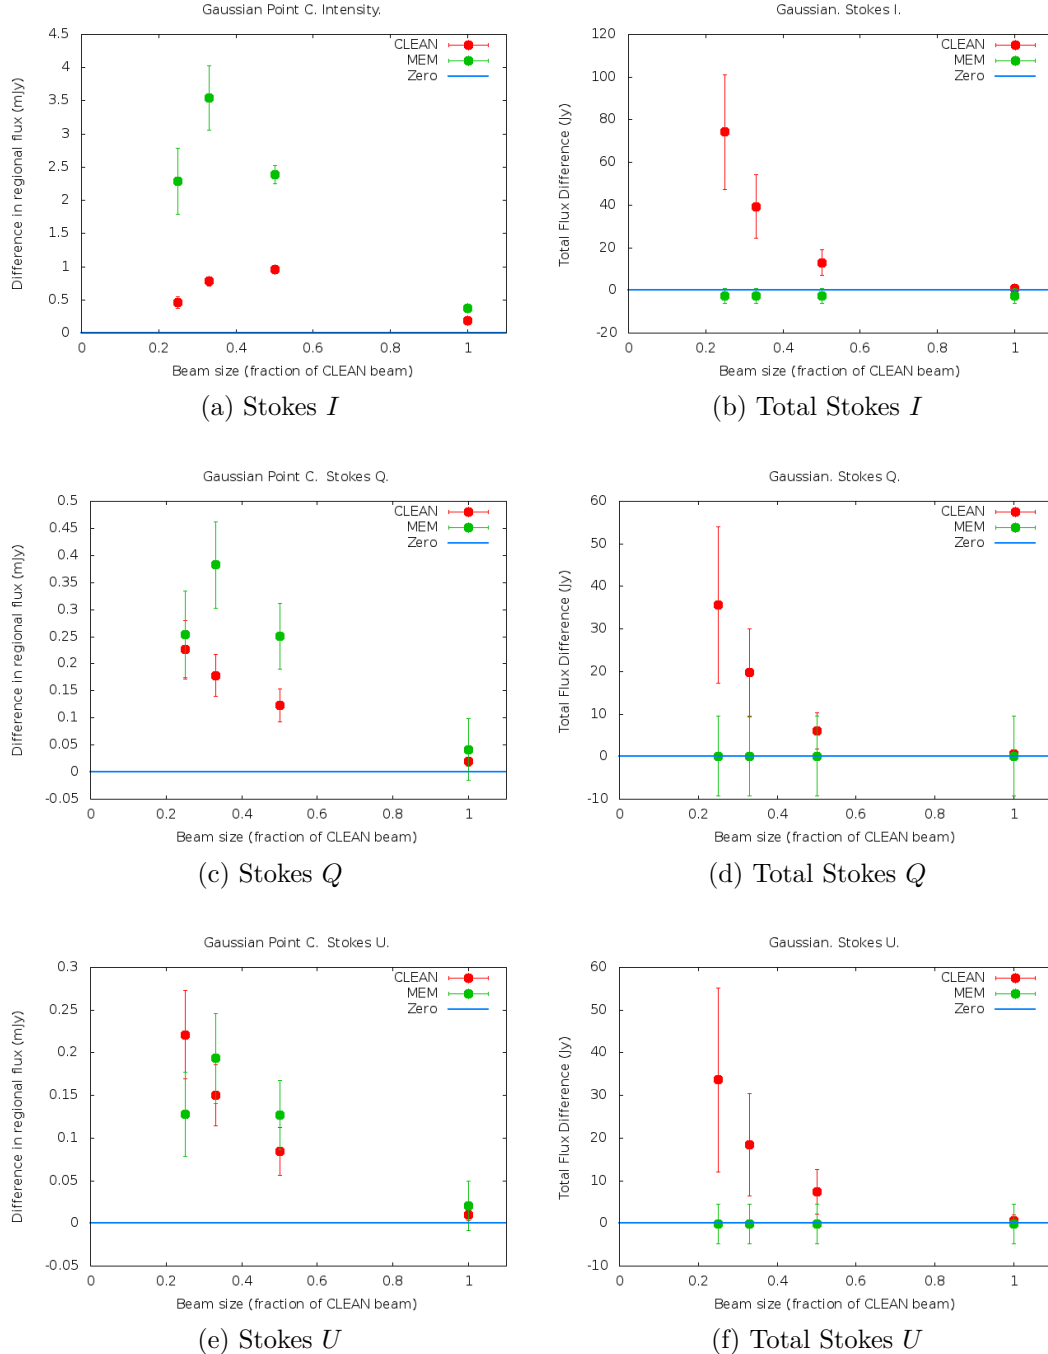 Gaussian Point C. Intensity.
4.5
4
3.5
3
2.5
2
1.5
1
0.5
0
Difference in regional flux (mJy)
CLEAN
MEM
Zero
0 0.2 0.4 0.6 0.8 1
Beam size (fraction of CLEAN beam)
(a) Stokes I
Gaussian. Stokes I.
120
100
80
60
40
20
0
-20
Total Flux Difference (Jy)
CLEAN
MEM
Zero
0 0.2 0.4 0.6 0.8 1
Beam size (fraction of CLEAN beam)
(b) Total Stokes I
Gaussian Point C. Stokes Q.
0.5
0.45
0.4
0.35
0.3
0.25
0.2
0.15
0.1
0.05
0
-0.05
Difference in regional flux (mJy)
CLEAN
MEM
Zero
0 0.2 0.4 0.6 0.8 1
Beam size (fraction of CLEAN beam)
(c) Stokes Q
Gaussian. Stokes Q.
60
50
40
30
20
10
0
-10
Total Flux Difference (Jy)
CLEAN
MEM
Zero
0 0.2 0.4 0.6 0.8 1
Beam size (fraction of CLEAN beam)
(d) Total Stokes Q
Gaussian Point C. Stokes U.
0.3
0.25
0.2
0.15
0.1
0.05
0
-0.05
Difference in regional flux (mJy)
CLEAN
MEM
Zero
0 0.2 0.4 0.6 0.8 1
Beam size (fraction of CLEAN beam)
(e) Stokes U
Gaussian. Stokes U.
60
50
40
30
20
10
0
-10
Total Flux Difference (Jy)
CLEAN
MEM
Zero
0 0.2 0.4 0.6 0.8 1
Beam size (fraction of CLEAN beam)
(f) Total Stokes U